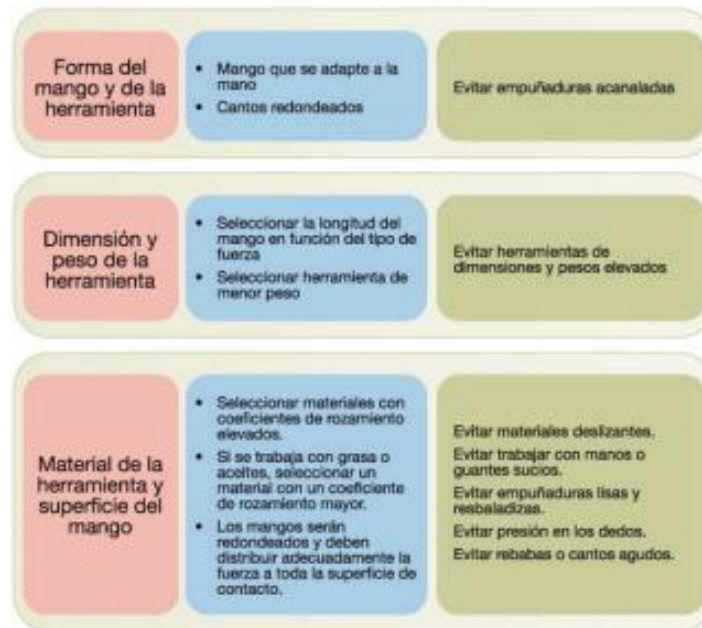 Forma del
mango y de la
herramienta
• Mango que se adapte a la
mano
• Cantos redondeados
Evitar empuñaduras acanaladas
Dimensión y
peso de la
herramienta
• Seleccionar la longitud del
mango en función del tipo de
fuerza
• Seleccionar herramienta de
menor peso
Evitar herramientas de
dimensiones y pesos elevados
Material de la
herramienta y
superficie del
mango
• Seleccionar materiales con
coeficientes de rozamiento
elevados.
• Si se trabaja con grasa o
aceites, seleccionar un
material con un coeficiente
de rozamiento mayor.
• Los mangos serán
redondeados y deben
distribuir adecuadamente la
fuerza a toda la superficie de
contacto.
Evitar materiales deslizantes.
Evitar trabajar con manos o
guantes sucios.
Evitar empuñaduras lisas y
resbaladizas.
Evitar presión en los dedos.
Evitar rebabas o cantos agudos.